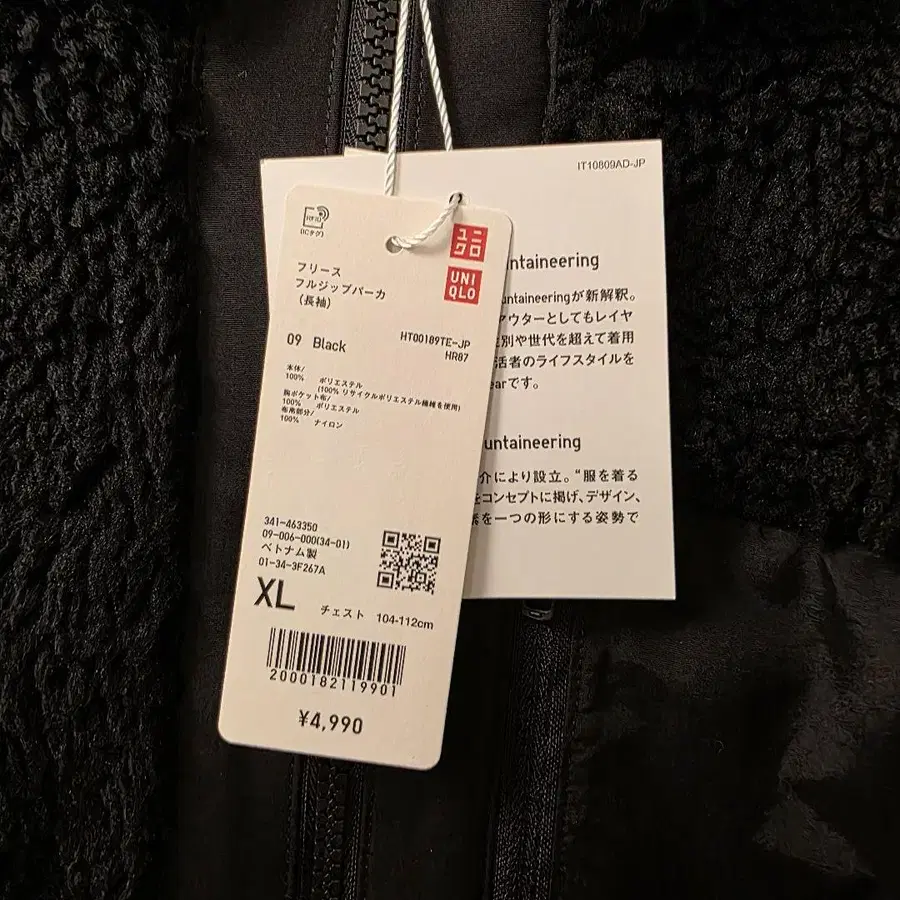 IT10809AD-JP
RFID
(ICタグ)
ユニ
クロ
UNI
QLO
フリース
フルジップパーカ
(長袖)
09 Black
HT00189TE-JP
HR87
本体/
100% ポリエステル
(100% リサイクルポリエステル繊維を使用)
胸ポケット布/
100% ポリエステル
布帛部分/
100% ナイロン
341-463350
09-006-000(34-01)
ベトナム製
01-34-3F267A
XL
チェスト 104-112cm
2000182119901
¥4,990
untaineering
untaineeringが新解釈。
アウターとしてもレイヤ
別や世代を超えて着用
活者のライフスタイルを
earです。
untaineering
介により設立。“服を着る
をコンセプトに掲げ、デザイン、
を一つの形にする姿勢で